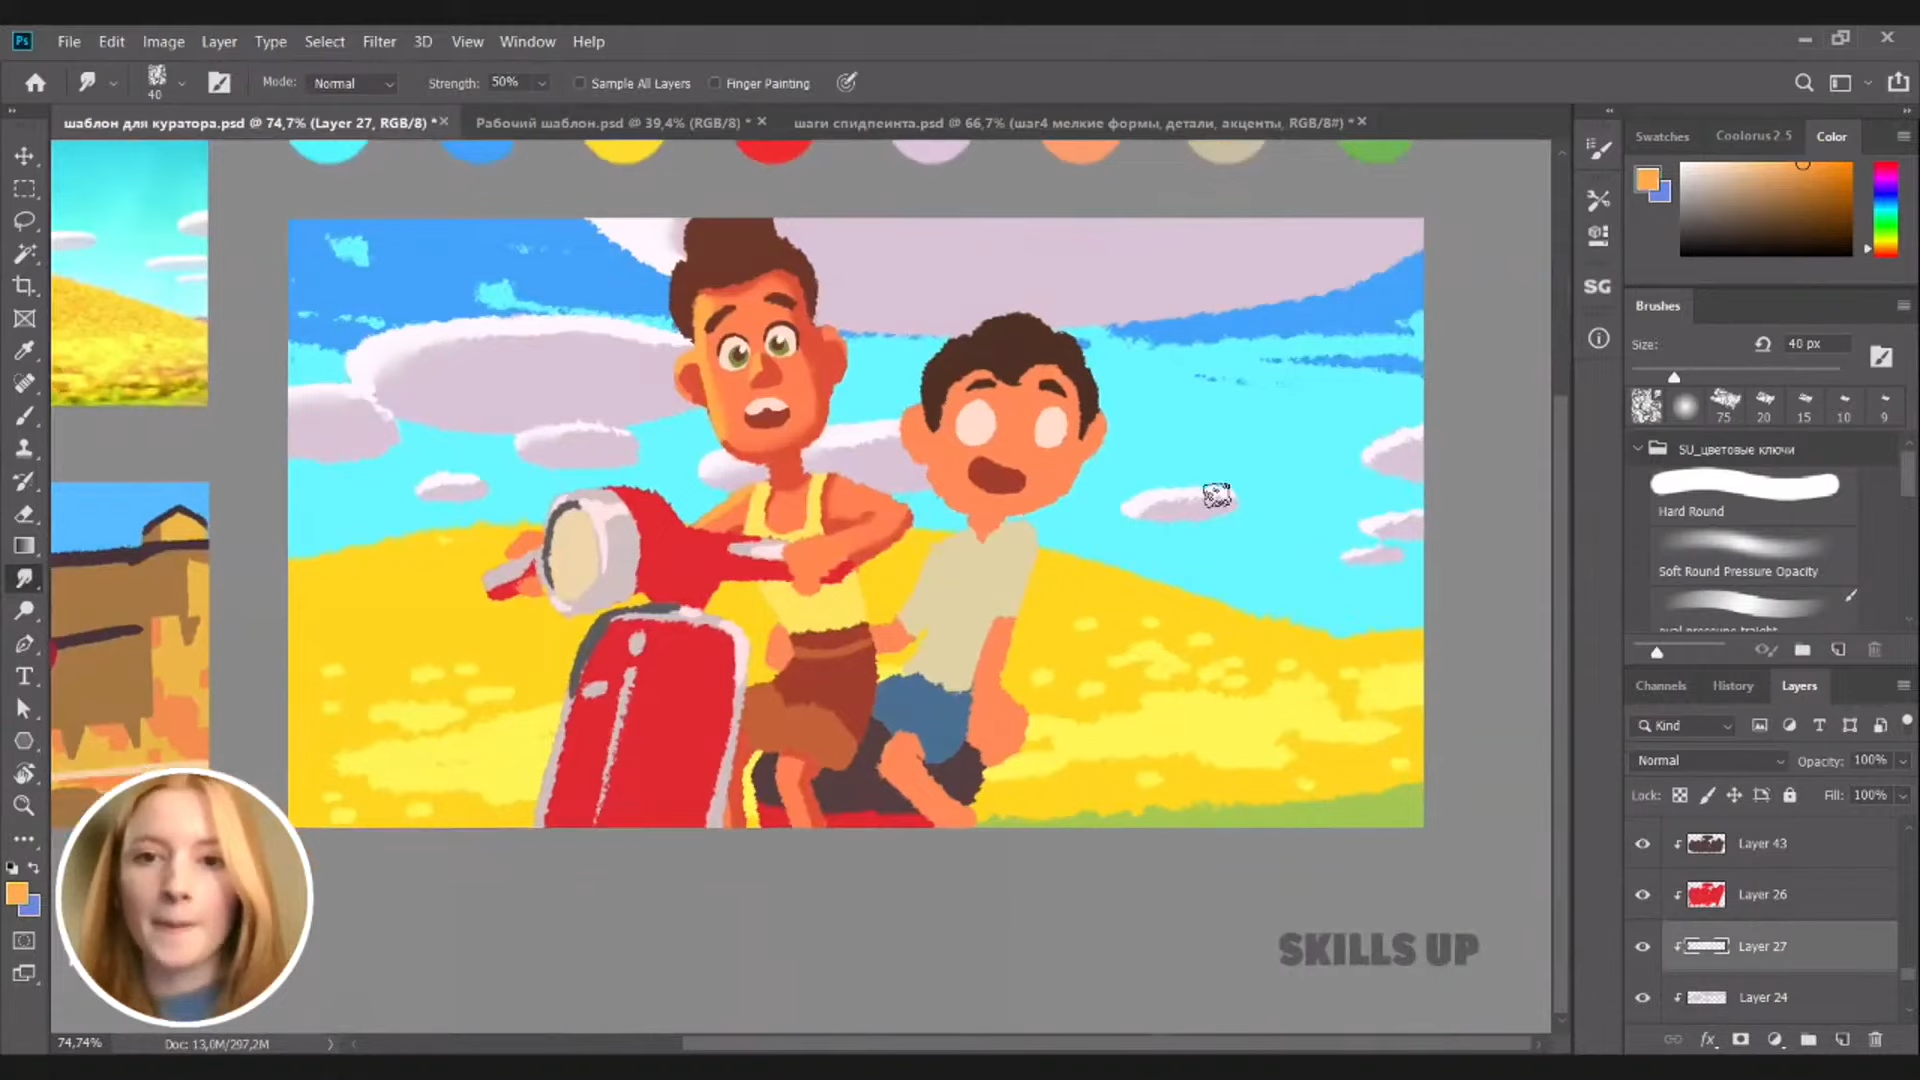 Ps File Edit Image Layer Type Select Filter 3D View Window Help
40 Mode: Normal Strength: 50% Sample All Layers Finger Painting
шаблон для куратора.psd @ 74,7% (Layer 27, RGB/8) * Рабочий шаблон.psd @ 39,4% (RGB/8) * шаги спидпеинта.psd @ 66,7% (шаг4 мелкие формы, детали, акценты, RGB/8#) *
Swatches Coolorus 2.5 Color
SG
Brushes
Size: 40 px
75 20 15 10 9
SU_цветовые ключи
Hard Round
Soft Round Pressure Opacity
Channels History Layers
Kind
Normal Opacity: 100%
Lock: Fill: 100%
Layer 43
Layer 26
Layer 27
Layer 24
fx
SKILLS UP
74,74% Doc: 13,0M/297,2M